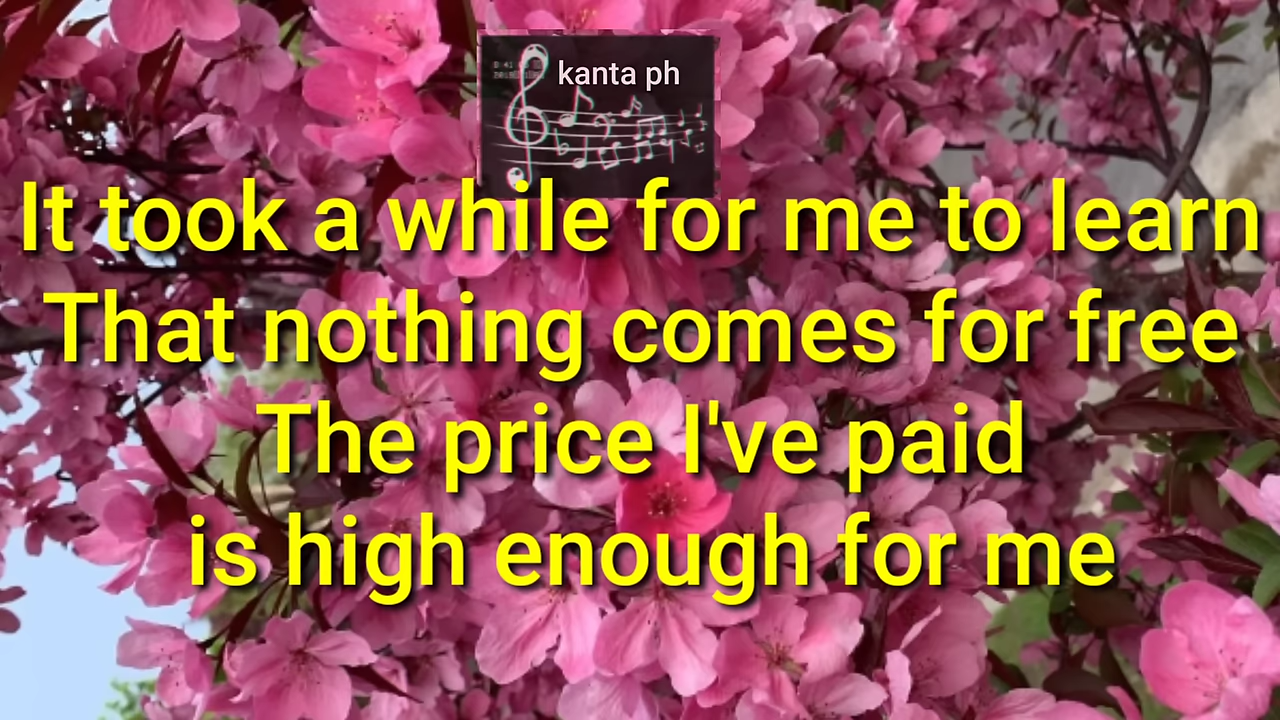 kanta ph
It took a while for me to learn
That nothing comes for free
The price I've paid
is high enough for me